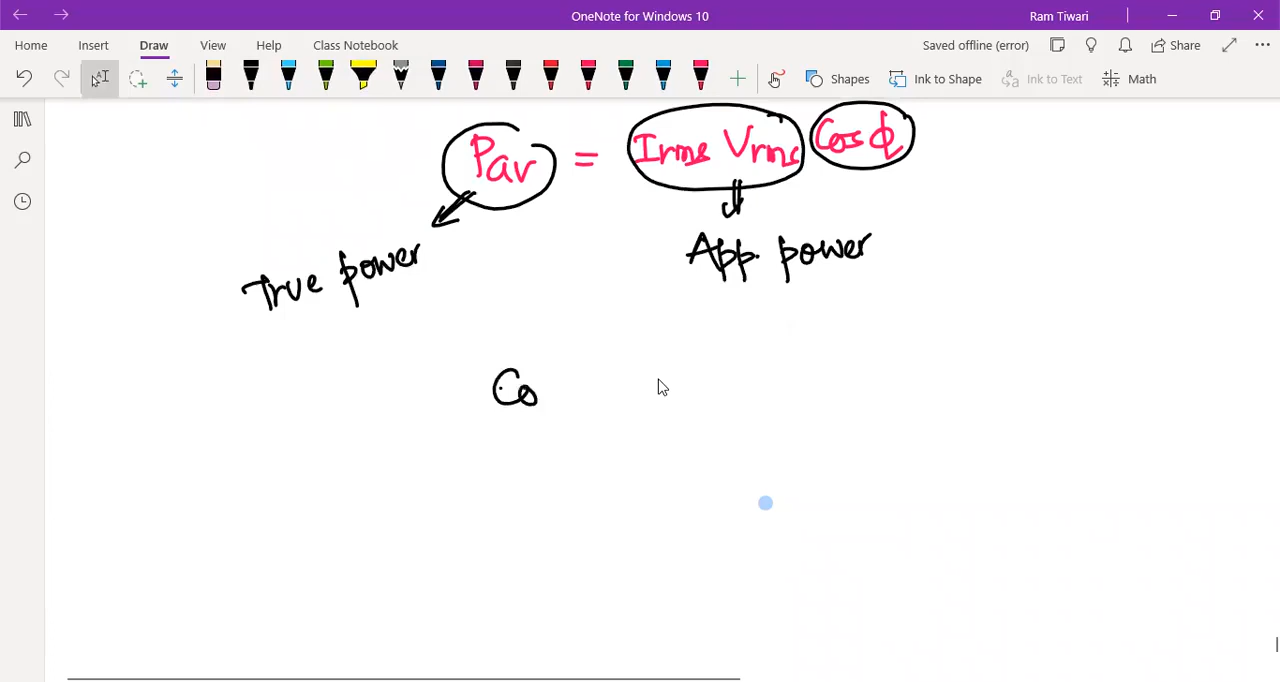 OneNote for Windows 10
Ram Tiwari
Home Insert Draw View Help Class Notebook
Saved offline (error)
Share
Shapes
Ink to Shape
Ink to Text
Math
Pav = Irms Vrms Cos ϕ
True power
App. power
Co